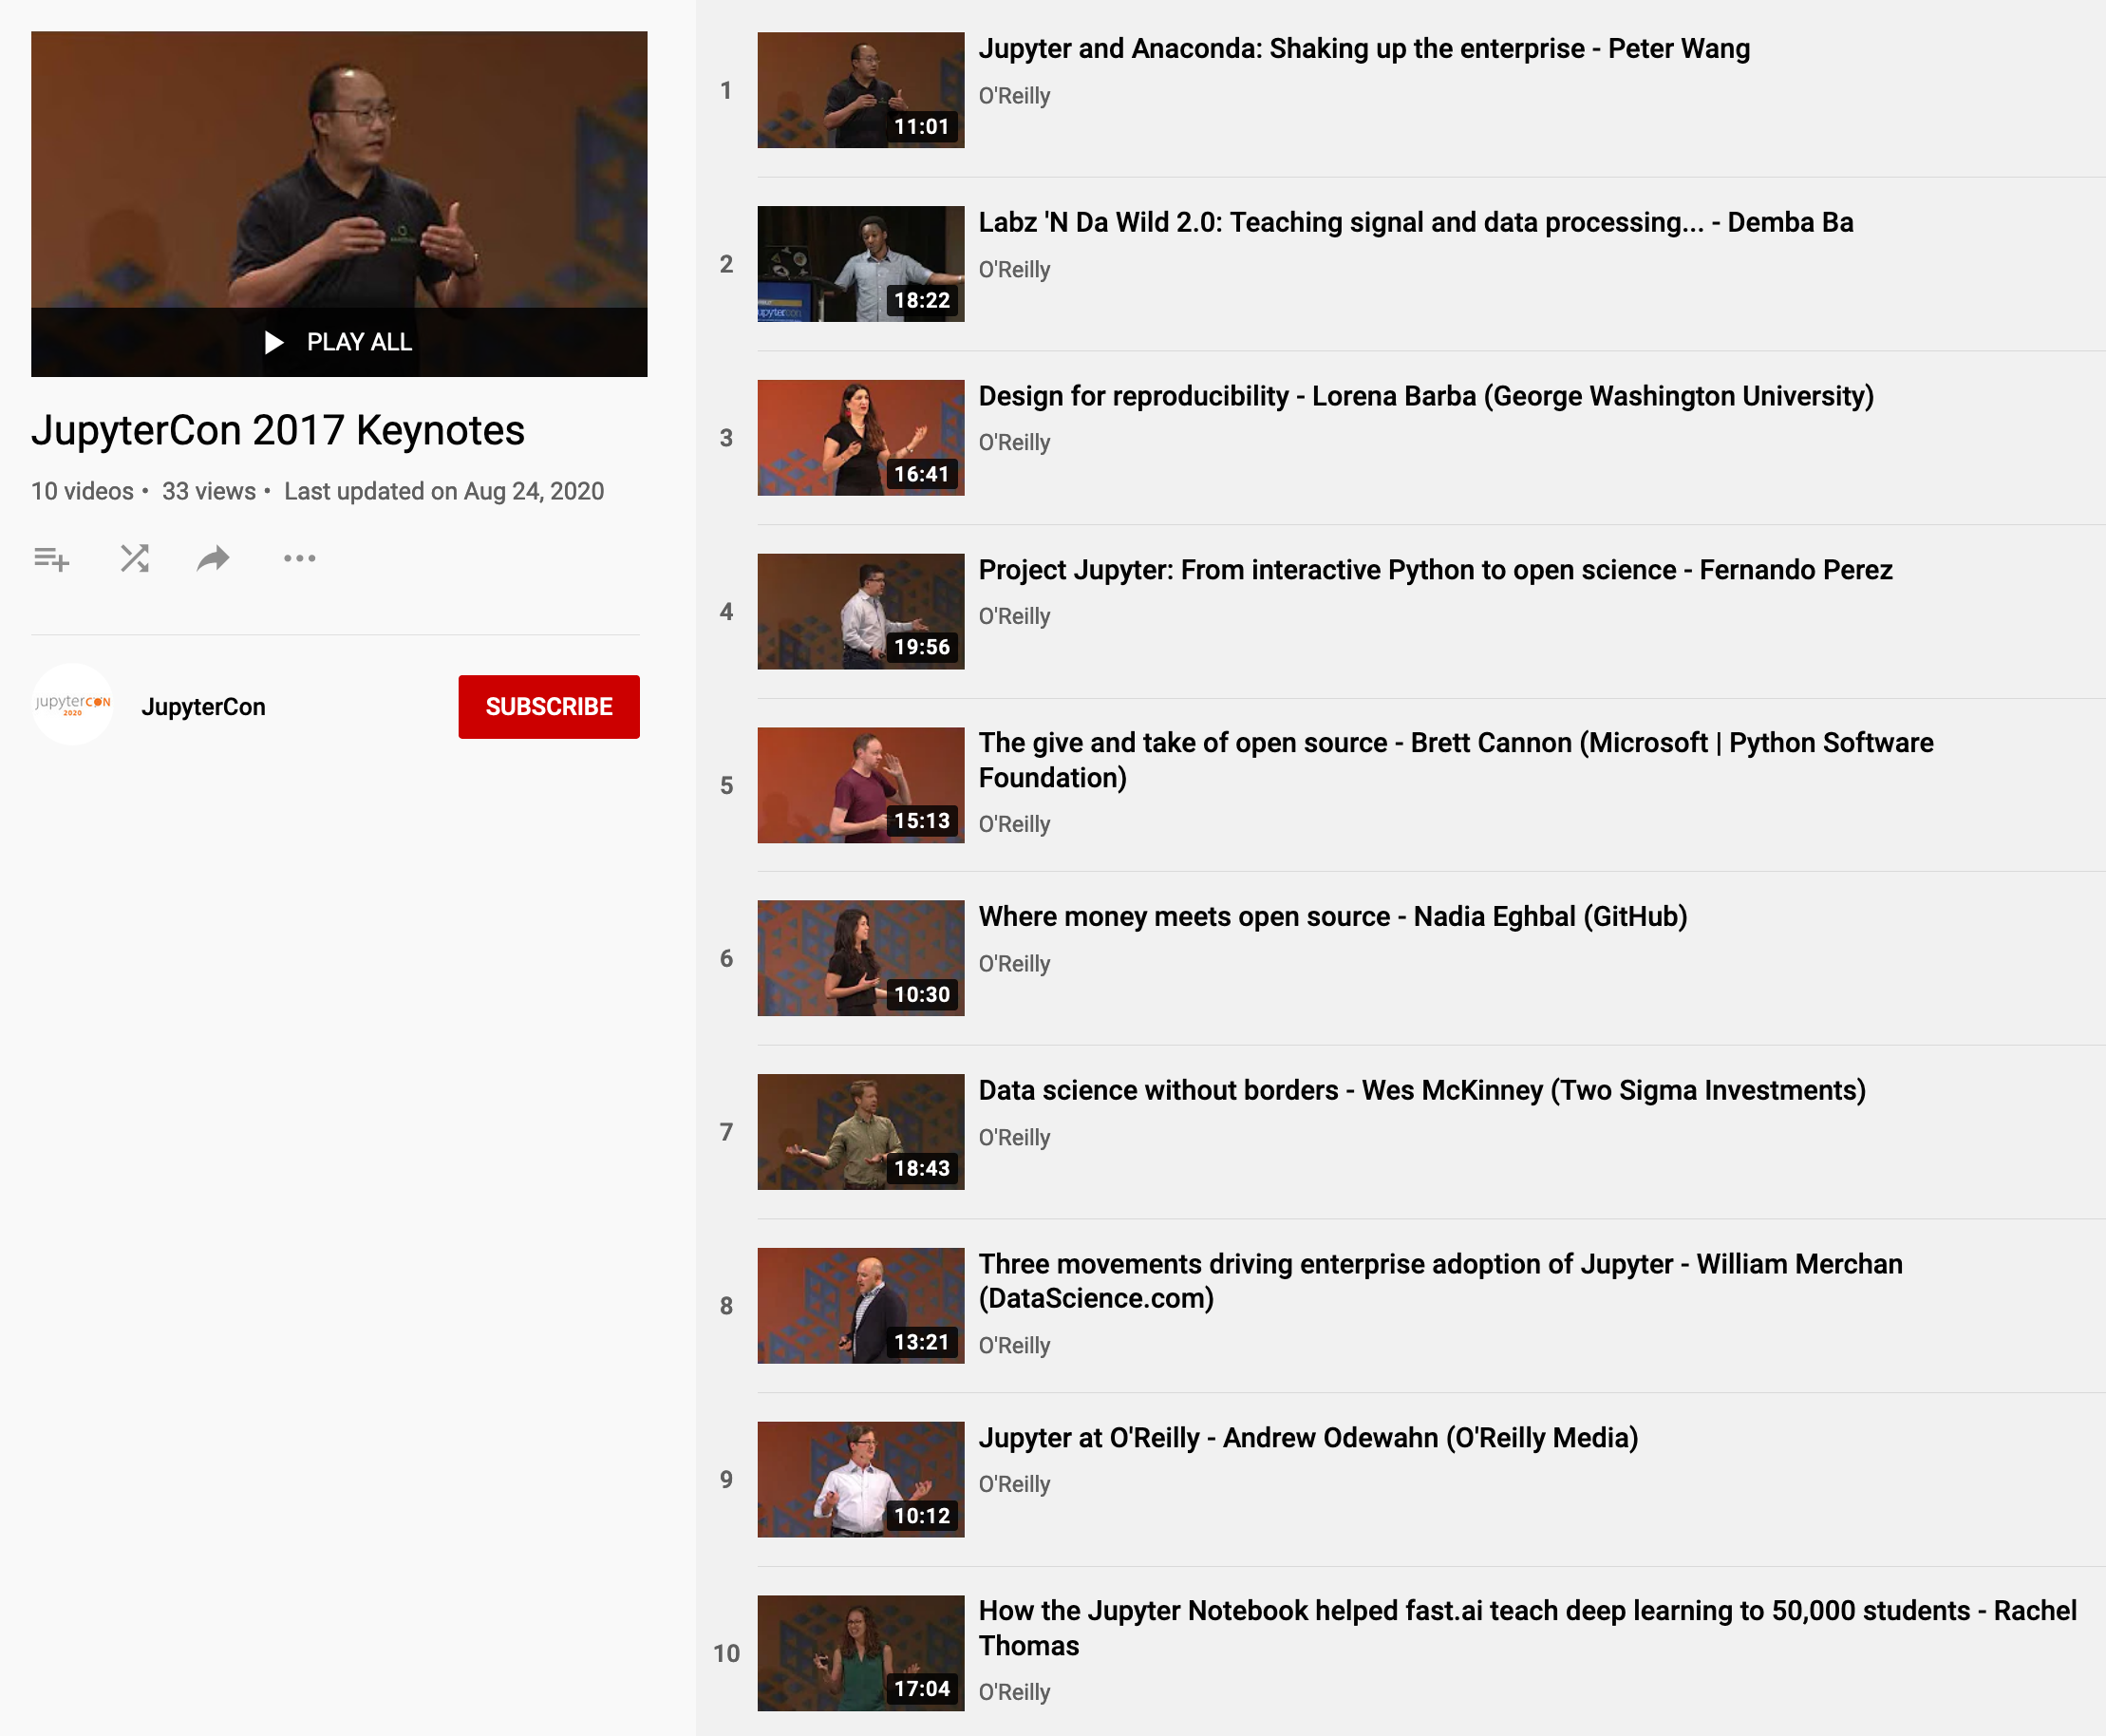 PLAY ALL
JupyterCon 2017 Keynotes
10 videos • 33 views • Last updated on Aug 24, 2020
jupytercon
2020
JupyterCon
SUBSCRIBE
1
11:01
Jupyter and Anaconda: Shaking up the enterprise - Peter Wang
O'Reilly
2
jupytercon
18:22
Labz 'N Da Wild 2.0: Teaching signal and data processing... - Demba Ba
O'Reilly
3
16:41
Design for reproducibility - Lorena Barba (George Washington University)
O'Reilly
4
19:56
Project Jupyter: From interactive Python to open science - Fernando Perez
O'Reilly
5
15:13
The give and take of open source - Brett Cannon (Microsoft | Python Software
Foundation)
O'Reilly
6
10:30
Where money meets open source - Nadia Eghbal (GitHub)
O'Reilly
7
18:43
Data science without borders - Wes McKinney (Two Sigma Investments)
O'Reilly
8
13:21
Three movements driving enterprise adoption of Jupyter - William Merchan
(DataScience.com)
O'Reilly
9
10:12
Jupyter at O'Reilly - Andrew Odewahn (O'Reilly Media)
O'Reilly
10
17:04
How the Jupyter Notebook helped fast.ai teach deep learning to 50,000 students - Rachel
Thomas
O'Reilly